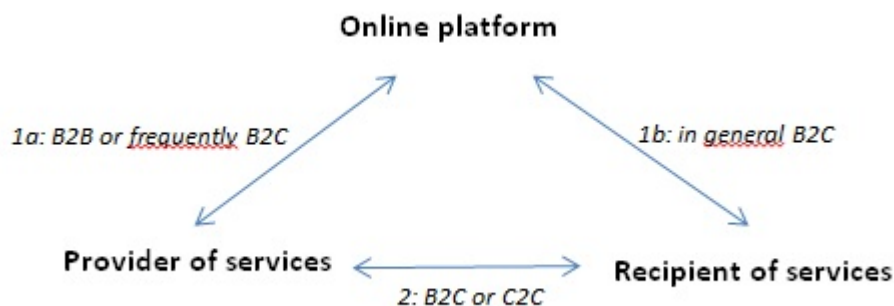 Online platform
1a: B2B or frequently B2C
1b: in general B2C
Provider of services
Recipient of services
2: B2C or C2C